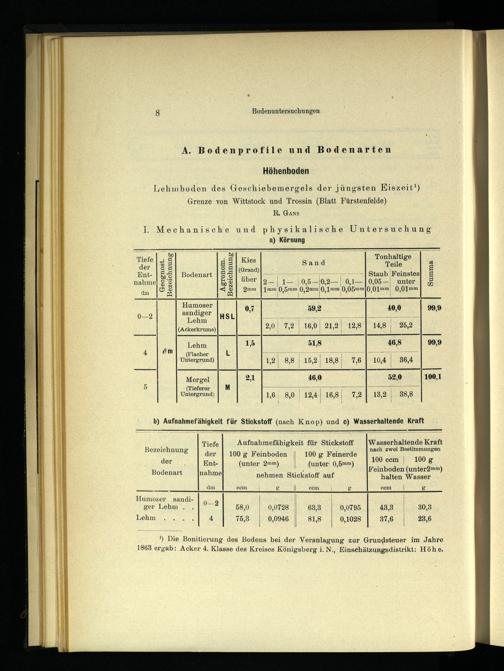 8
Bodenuntersuchungen
A. Bodenprofile und Bodenarten
Höhenboden
Lehmboden des Geschiebemergels der jüngsten Eiszeit¹)
Grenze von Wittstock und Trossin (Blatt Fürstenfelde)
R. Gans
I. Mechanische und physikalische Untersuchung
a) Körnung
Tiefe der Ent-nahme dm | Geognost. Bezeichnung | Bodenart | Agronom. Bezeichnung | Kies (Grand) über 2mm | Sand | Tonhaltige Teile | Summa
2— 1mm | 1— 0,5mm | 0,5— 0,2mm | 0,2— 0,1mm | 0,1— 0,05mm | Staub 0,05— 0,01mm | Feinstes unter 0,01mm
0—2 | Humoser sandiger Lehm (Ackerkrume) | HSL | 0,7 | 59,2 | 40,0 | 99,9
2,0 7,2 16,0 21,2 12,8 14,8 25,2
4 | ∂m | Lehm (Flacher Untergrund) | L | 1,5 | 51,8 | 46,8 | 99,9
1,2 8,8 15,2 18,8 7,6 10,4 36,4
5 | Mergel (Tieferer Untergrund) | M | 2,1 | 46,0 | 52,0 | 100,1
1,6 8,0 12,4 16,8 7,2 13,2 38,8
b) Aufnahmefähigkeit für Stickstoff (nach Knop) und c) Wasserhaltende Kraft
Bezeichnung der Bodenart | Tiefe der Ent-nahme dm | Aufnahmefähigkeit für Stickstoff | Wasserhaltende Kraft nach zwei Bestimmungen
100 g Feinboden (unter 2mm) | 100 g Feinerde (unter 0,5mm) | 100 ccm | 100 g
nehmen Stickstoff auf | Feinboden (unter 2mm) halten Wasser
ccm | g | ccm | g | ccm | g
Humoser sandi-
ger Lehm . . | 0—2 | 58,0 | 0,0728 | 63,3 | 0,0795 | 43,3 | 30,3
Lehm . . . . | 4 | 75,3 | 0,0946 | 81,8 | 0,1028 | 37,6 | 23,6
¹) Die Bonitierung des Bodens bei der Veranlagung zur Grundsteuer im Jahre
1863 ergab: Acker 4. Klasse des Kreises Königsberg i. N., Einschätzungsdistrikt: Höhe.